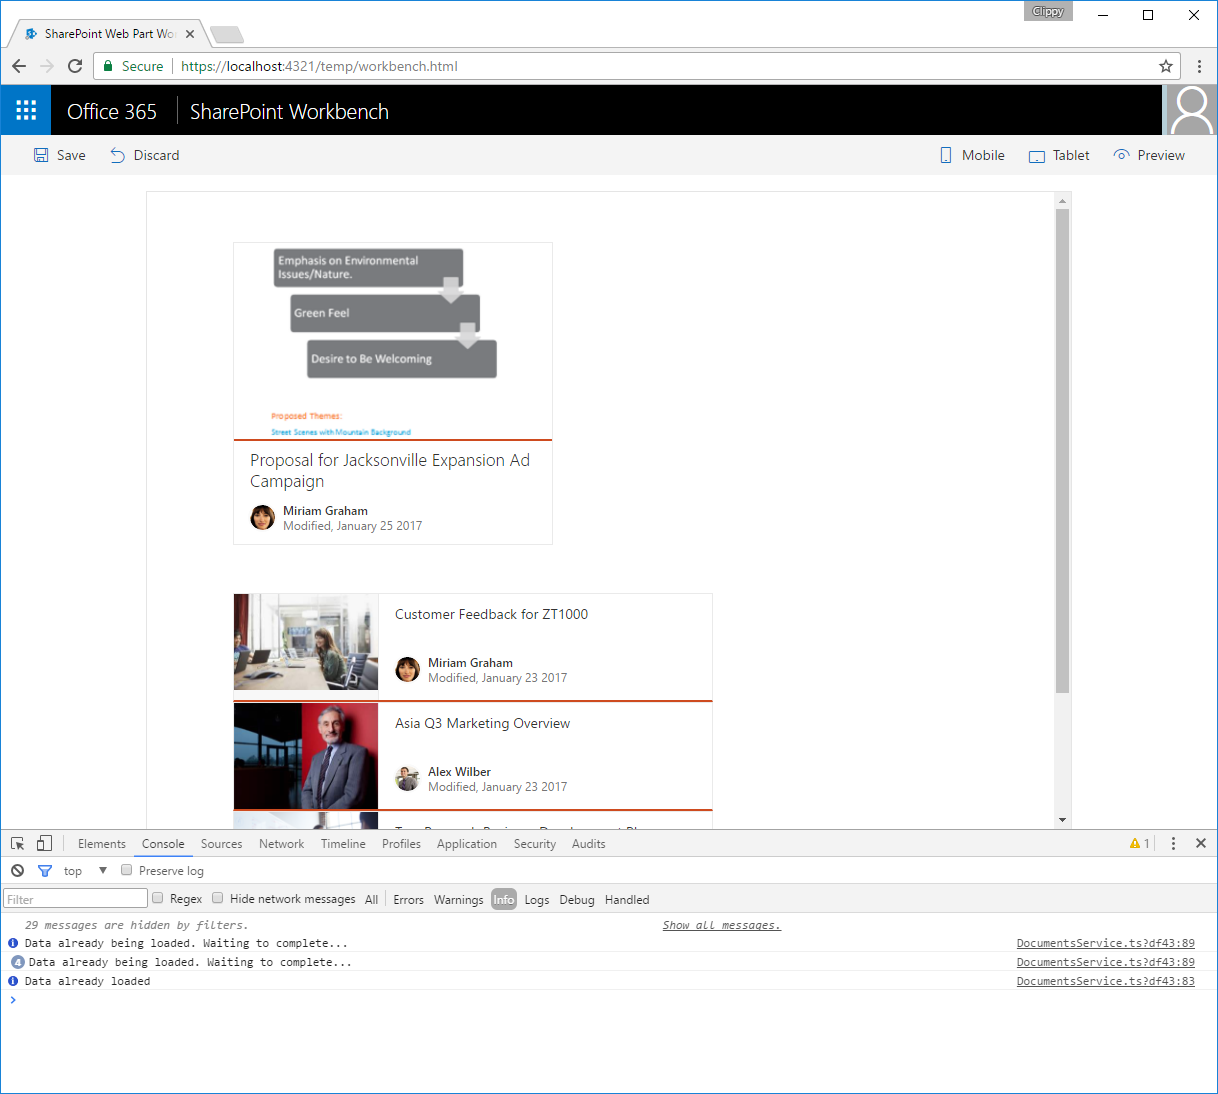 Clippy
SharePoint Web Part Wo
Secure https://localhost:4321/temp/workbench.html
Office 365 SharePoint Workbench
Save Discard Mobile Tablet Preview
Emphasis on Environmental
Issues/Nature.
Green Feel
Desire to Be Welcoming
Proposed Themes:
Street Scenes with Mountain Background
Proposal for Jacksonville Expansion Ad
Campaign
Miriam Graham
Modified, January 25 2017
Customer Feedback for ZT1000
Miriam Graham
Modified, January 23 2017
Asia Q3 Marketing Overview
Alex Wilber
Modified, January 23 2017
Elements Console Sources Network Timeline Profiles Application Security Audits 1
top Preserve log
Filter Regex Hide network messages All Errors Warnings Info Logs Debug Handled
29 messages are hidden by filters. Show all messages.
Data already being loaded. Waiting to complete... DocumentsService.ts?df43:89
4 Data already being loaded. Waiting to complete... DocumentsService.ts?df43:89
Data already loaded DocumentsService.ts?df43:83